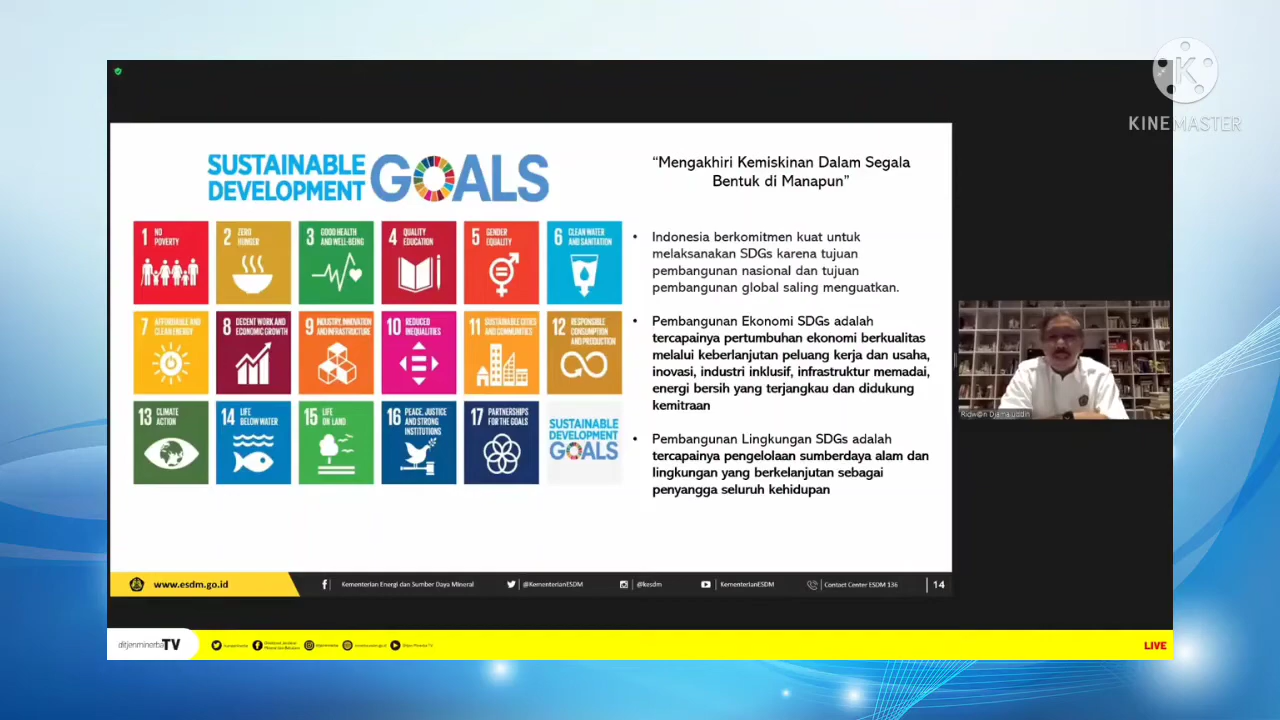 KINEMASTER
SUSTAINABLE
DEVELOPMENT
GOALS
“Mengakhiri Kemiskinan Dalam Segala
Bentuk di Manapun”
1 NO
POVERTY
2 ZERO
HUNGER
3 GOOD HEALTH
AND WELL-BEING
4 QUALITY
EDUCATION
5 GENDER
EQUALITY
6 CLEAN WATER
AND SANITATION
7 AFFORDABLE AND
CLEAN ENERGY
8 DECENT WORK AND
ECONOMIC GROWTH
9 INDUSTRY, INNOVATION
AND INFRASTRUCTURE
10 REDUCED
INEQUALITIES
11 SUSTAINABLE CITIES
AND COMMUNITIES
12 RESPONSIBLE
CONSUMPTION
AND PRODUCTION
13 CLIMATE
ACTION
14 LIFE
BELOW WATER
15 LIFE
ON LAND
16 PEACE, JUSTICE
AND STRONG
INSTITUTIONS
17 PARTNERSHIPS
FOR THE GOALS
SUSTAINABLE
DEVELOPMENT
GOALS
• Indonesia berkomitmen kuat untuk
melaksanakan SDGs karena tujuan
pembangunan nasional dan tujuan
pembangunan global saling menguatkan.
• Pembangunan Ekonomi SDGs adalah
tercapainya pertumbuhan ekonomi berkualitas
melalui keberlanjutan peluang kerja dan usaha,
inovasi, industri inklusif, infrastruktur memadai,
energi bersih yang terjangkau dan didukung
kemitraan
• Pembangunan Lingkungan SDGs adalah
tercapainya pengelolaan sumberdaya alam dan
lingkungan yang berkelanjutan sebagai
penyangga seluruh kehidupan
Ridwan Djamaluddin
www.esdm.go.id
Kementerian Energi dan Sumber Daya Mineral
@KementerianESDM
@kesdm
KementerianESDM
Contact Center ESDM 136
14
ditjenminerbaTV
LIVE